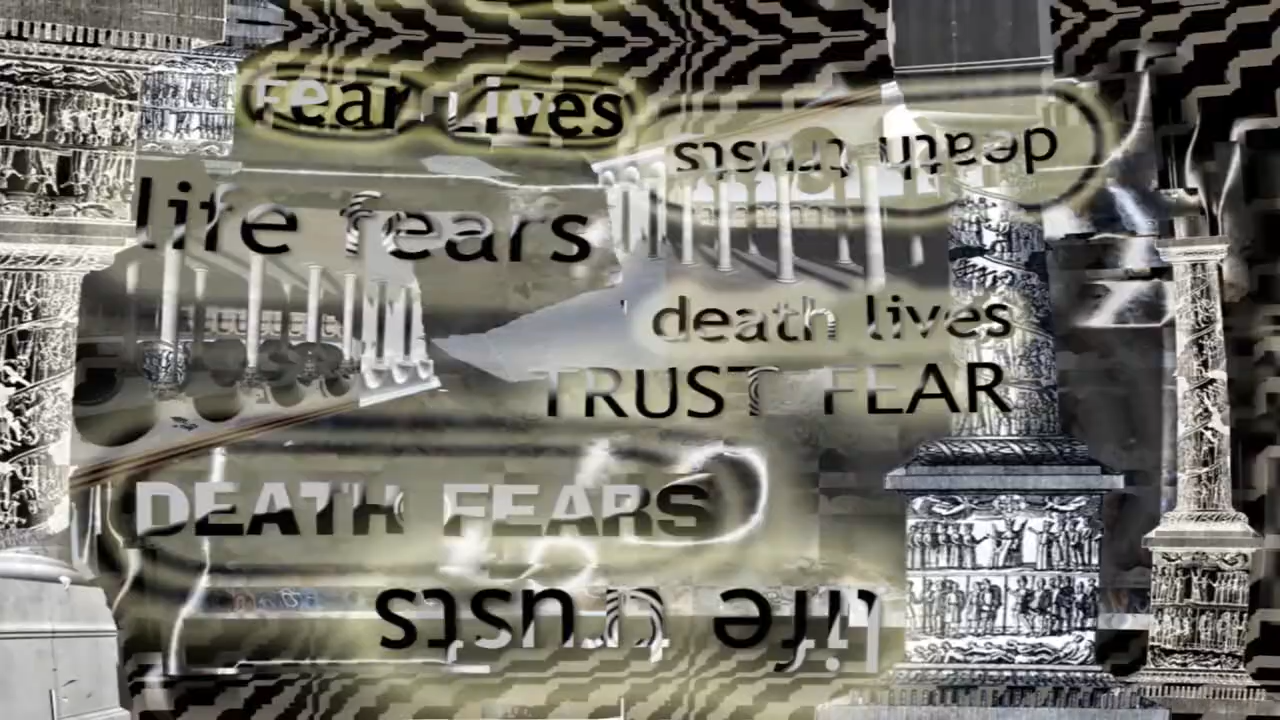 Fear Lives
death trusts
life fears
death lives
TRUST FEAR
DEATH FEARS
life trusts